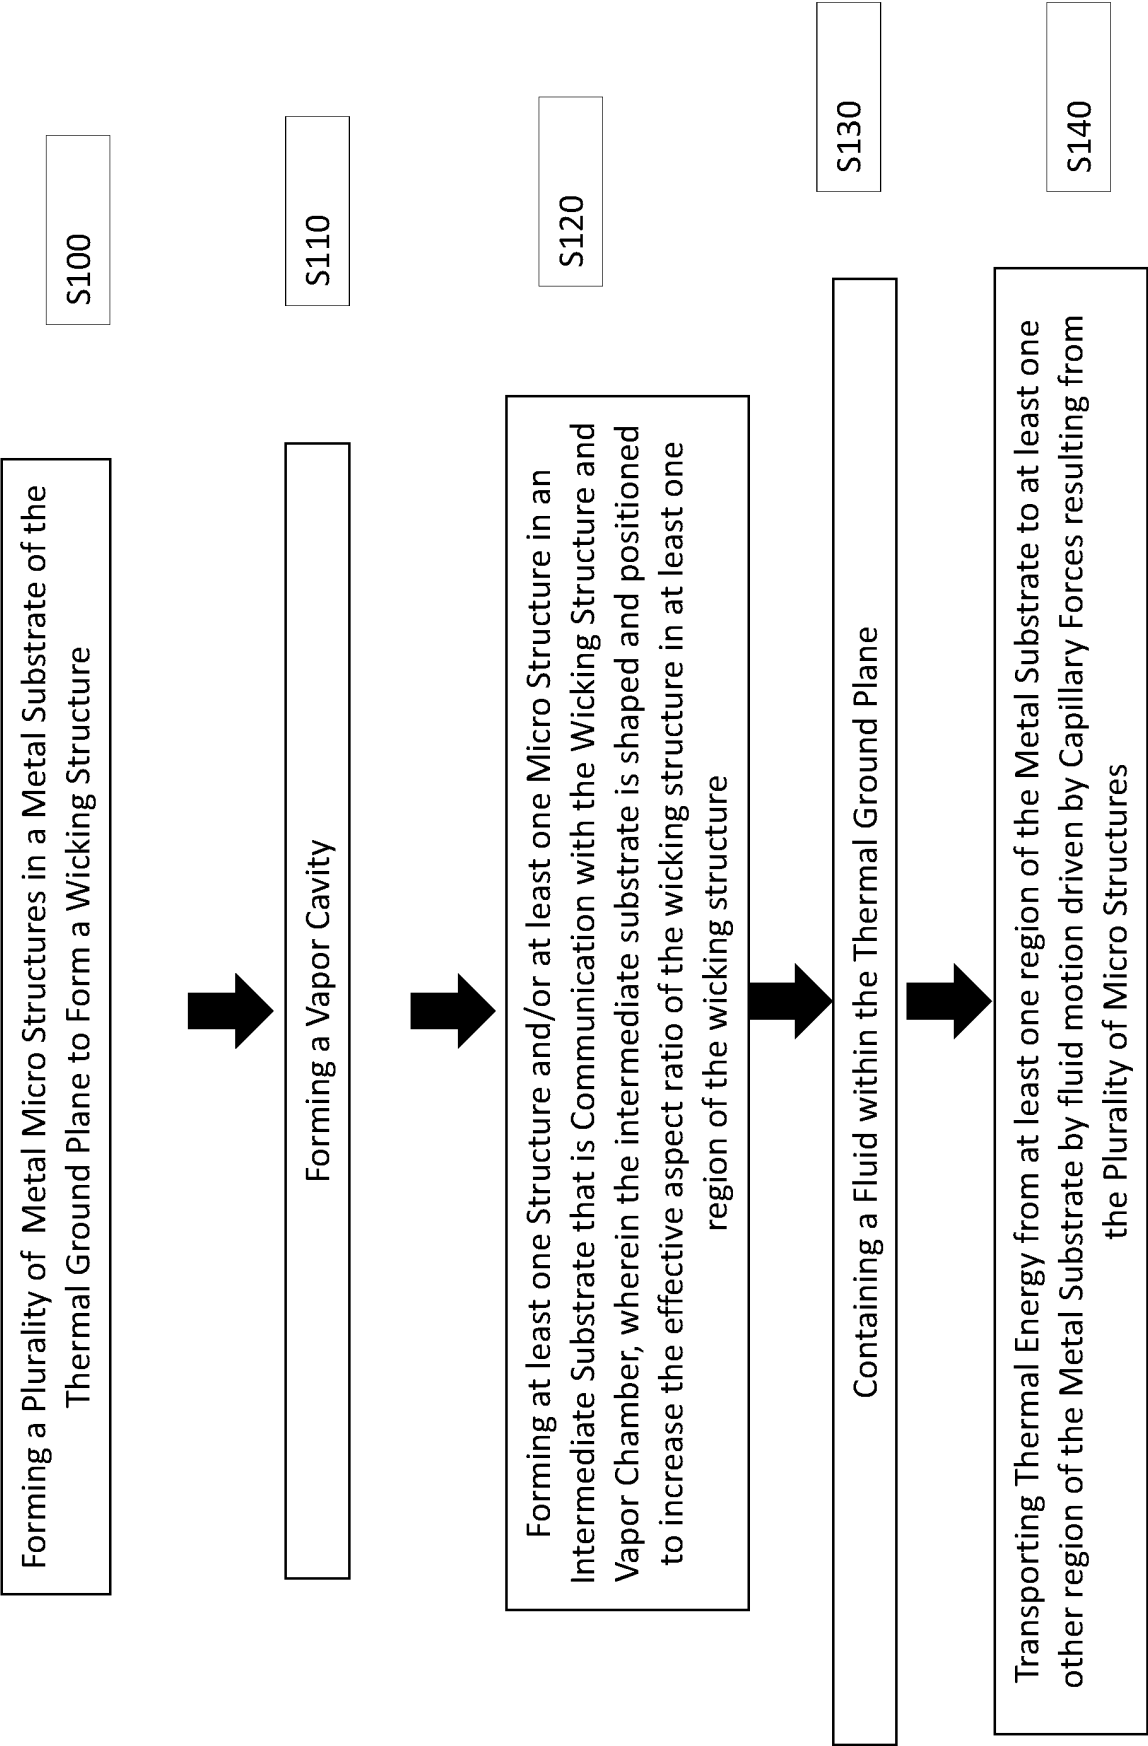 Forming a Plurality of Metal Micro Structures in a Metal Substrate of the
Thermal Ground Plane to Form a Wicking Structure
S100
Forming a Vapor Cavity
S110
Forming at least one Structure and/or at least one Micro Structure in an
Intermediate Substrate that is Communication with the Wicking Structure and
Vapor Chamber, wherein the intermediate substrate is shaped and positioned
to increase the effective aspect ratio of the wicking structure in at least one
region of the wicking structure
S120
Containing a Fluid within the Thermal Ground Plane
S130
Transporting Thermal Energy from at least one region of the Metal Substrate to at least one
other region of the Metal Substrate by fluid motion driven by Capillary Forces resulting from
the Plurality of Micro Structures
S140